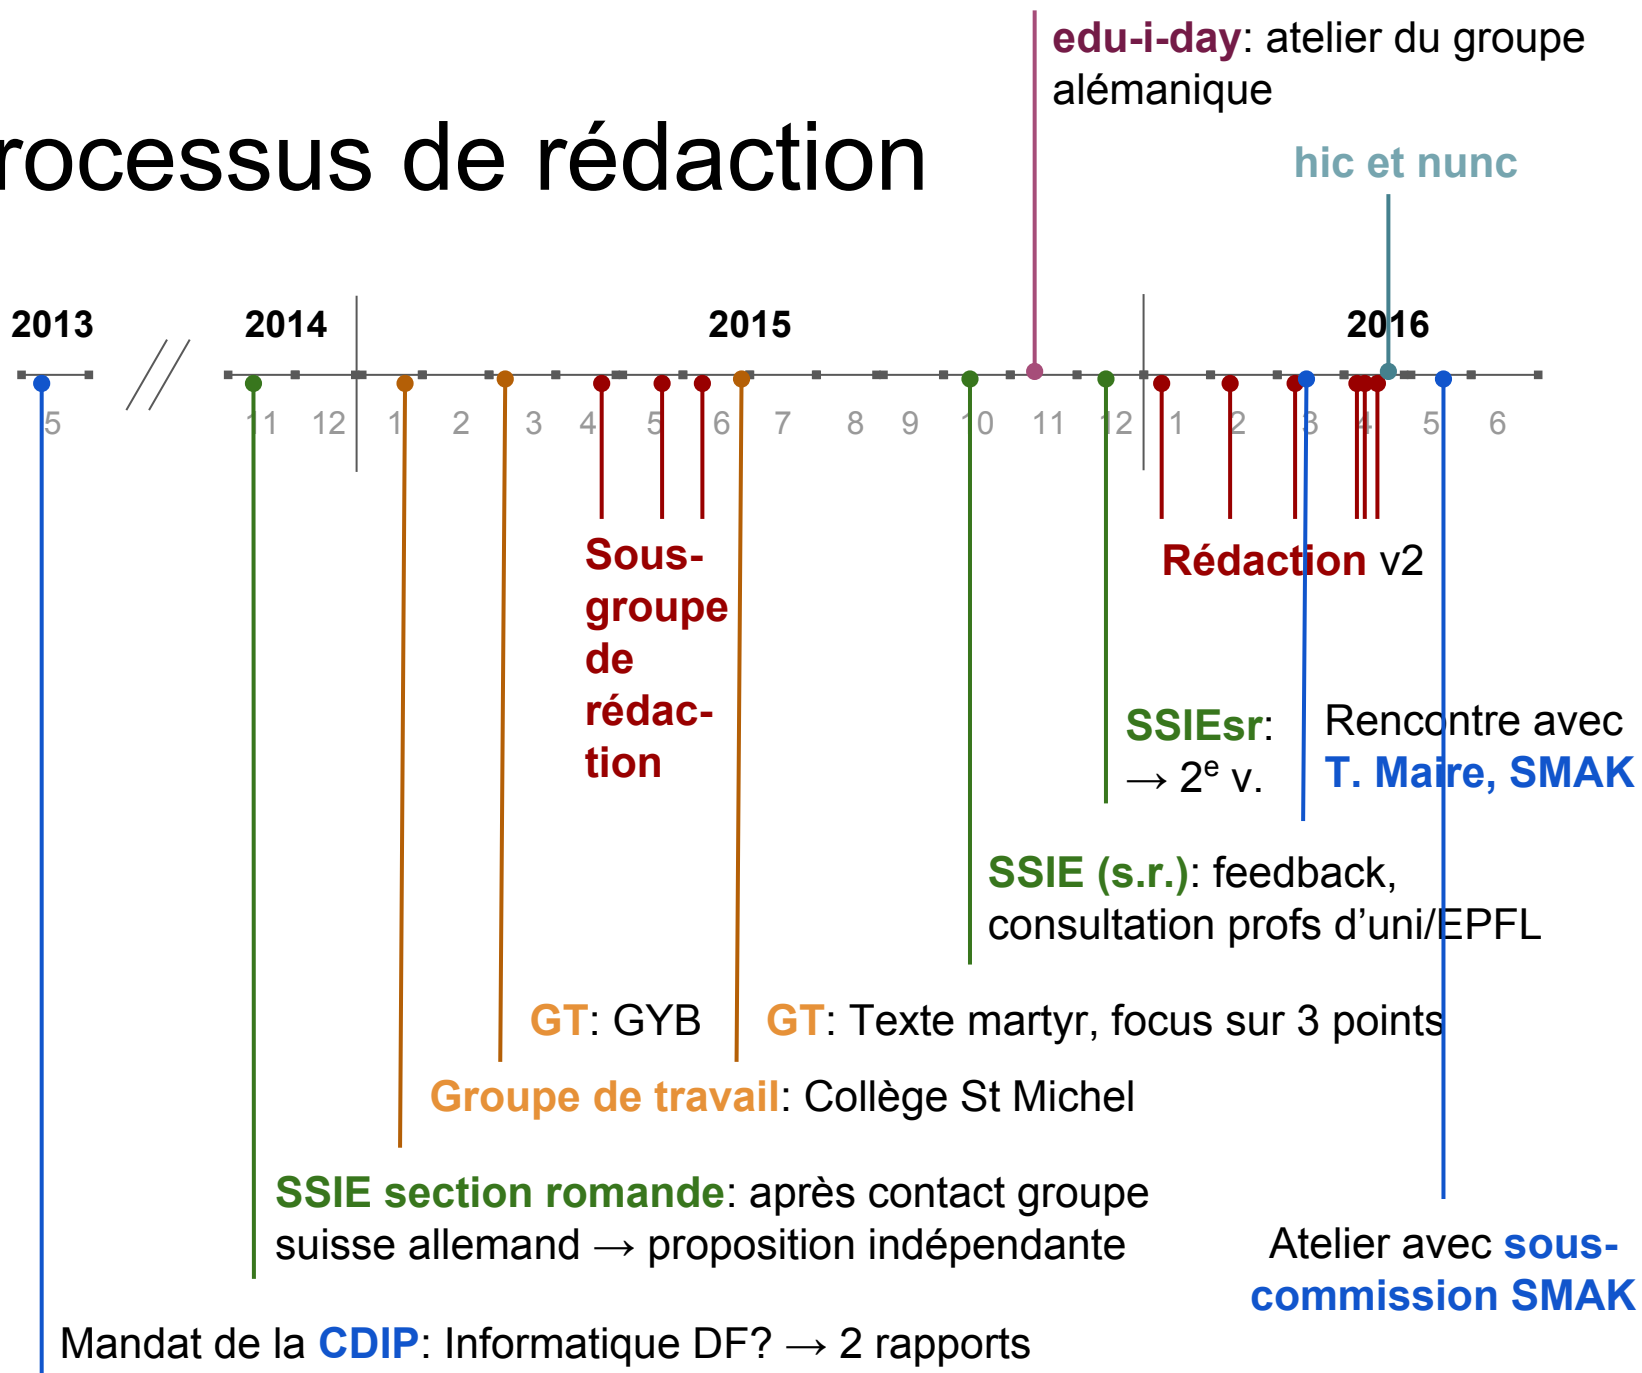 edu-i-day: atelier du groupe
alémanique
rocessus de rédaction
hic et nunc
2013 2014 2015 2016
5 11 12 1 2 3 4 5 6 7 8 9 10 11 12 1 2 3 4 5 6
Sous-
groupe
de
rédac-
tion
Rédaction v2
SSIEsr:
→ 2e v.
Rencontre avec
T. Maire, SMAK
SSIE (s.r.): feedback,
consultation profs d’uni/EPFL
GT: GYB
GT: Texte martyr, focus sur 3 points
Groupe de travail: Collège St Michel
SSIE section romande: après contact groupe
suisse allemand → proposition indépendante
Atelier avec sous-
commission SMAK
Mandat de la CDIP: Informatique DF? → 2 rapports